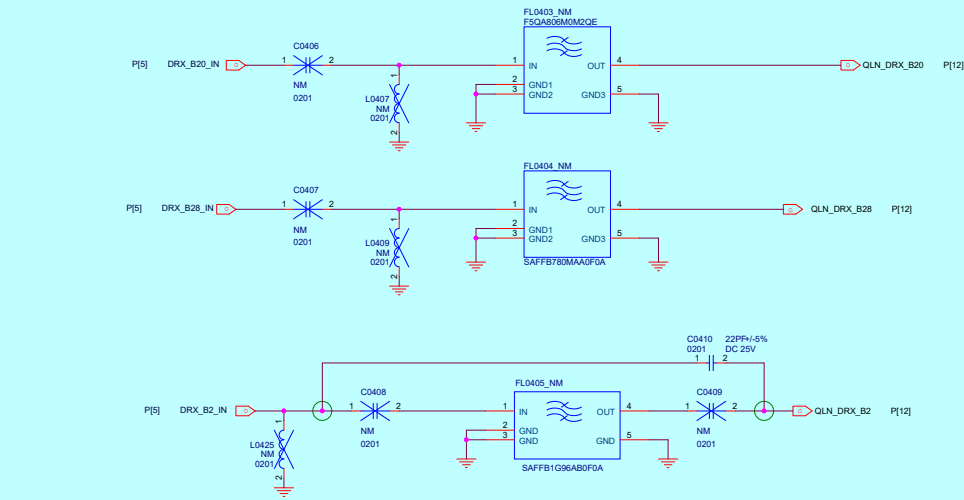 FL0403_NM
F5QA806M0M2QE
P[5] DRX_B20_IN
C0406
1 2
NM
0201
1
L0407
NM
0201
2
1 IN
2 GND1
3 GND2
OUT 4
GND3 5
QLN_DRX_B20 P[12]
FL0404_NM
P[5] DRX_B28_IN
C0407
1 2
NM
0201
1
L0409
NM
0201
2
1 IN
2 GND1
3 GND2
OUT 4
GND3 5
SAFFB780MAA0F0A
QLN_DRX_B28 P[12]
C0410 22PF+/-5%
0201 DC 25V
1 2
P[5] DRX_B2_IN
1
L0425
NM
0201
2
C0408
1 2
NM
0201
FL0405_NM
1 IN
2 GND
3 GND
OUT 4
GND 5
SAFFB1G96AB0F0A
C0409
1 2
NM
0201
QLN_DRX_B2 P[12]